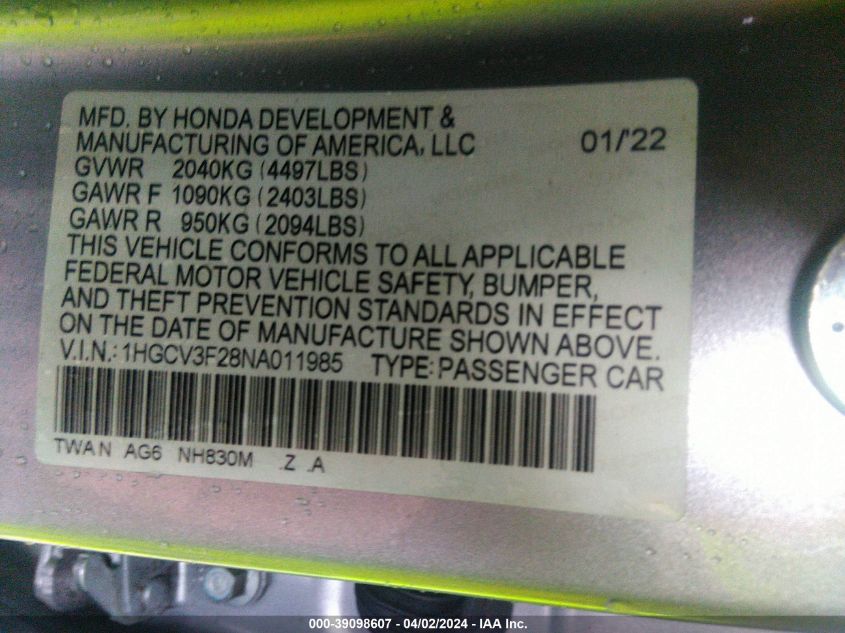 MFD. BY HONDA DEVELOPMENT &
MANUFACTURING OF AMERICA, LLC 01/'22
GVWR 2040KG (4497LBS)
GAWR F 1090KG (2403LBS)
GAWR R 950KG (2094LBS)
THIS VEHICLE CONFORMS TO ALL APPLICABLE
FEDERAL MOTOR VEHICLE SAFETY, BUMPER,
AND THEFT PREVENTION STANDARDS IN EFFECT
ON THE DATE OF MANUFACTURE SHOWN ABOVE.
V.I.N.: 1HGCV3F28NA011985 TYPE: PASSENGER CAR
TWAN AG6 NH830M .Z .A
000-39098607 - 04/02/2024 - IAA Inc.